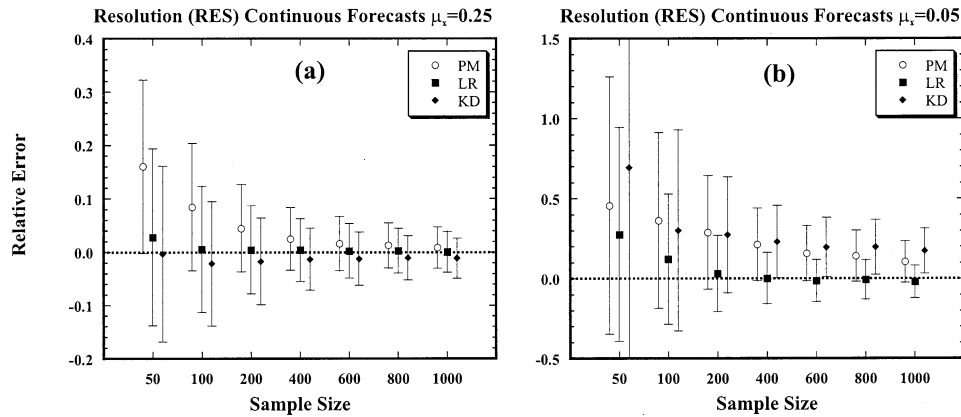 Resolution (RES) Continuous Forecasts μx=0.25
Resolution (RES) Continuous Forecasts μx=0.05
Relative Error
0.4
0.3
0.2
0.1
0.0
-0.1
-0.2
(a)
PM
LR
KD
50 100 200 400 600 800 1000
Sample Size
1.5
1.0
0.5
0.0
-0.5
(b)
PM
LR
KD
50 100 200 400 600 800 1000
Sample Size